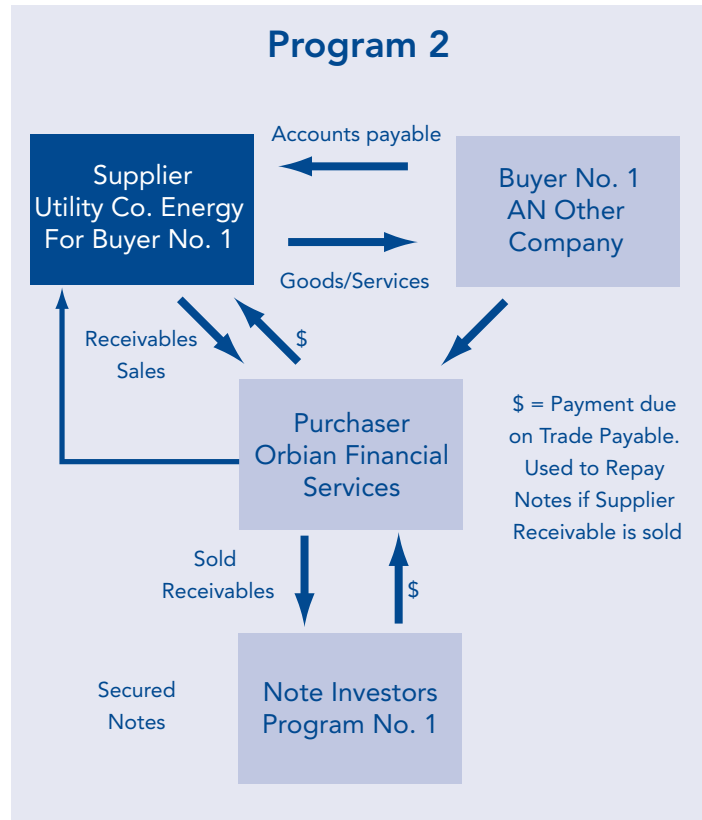 Program 2
Accounts payable
Supplier
Utility Co. Energy
For Buyer No. 1
Buyer No. 1
AN Other
Company
Goods/Services
Receivables
Sales
$
Purchaser
Orbian Financial
Services
$ = Payment due
on Trade Payable.
Used to Repay
Notes if Supplier
Receivable is sold
Sold
Receivables
$
Secured
Notes
Note Investors
Program No. 1